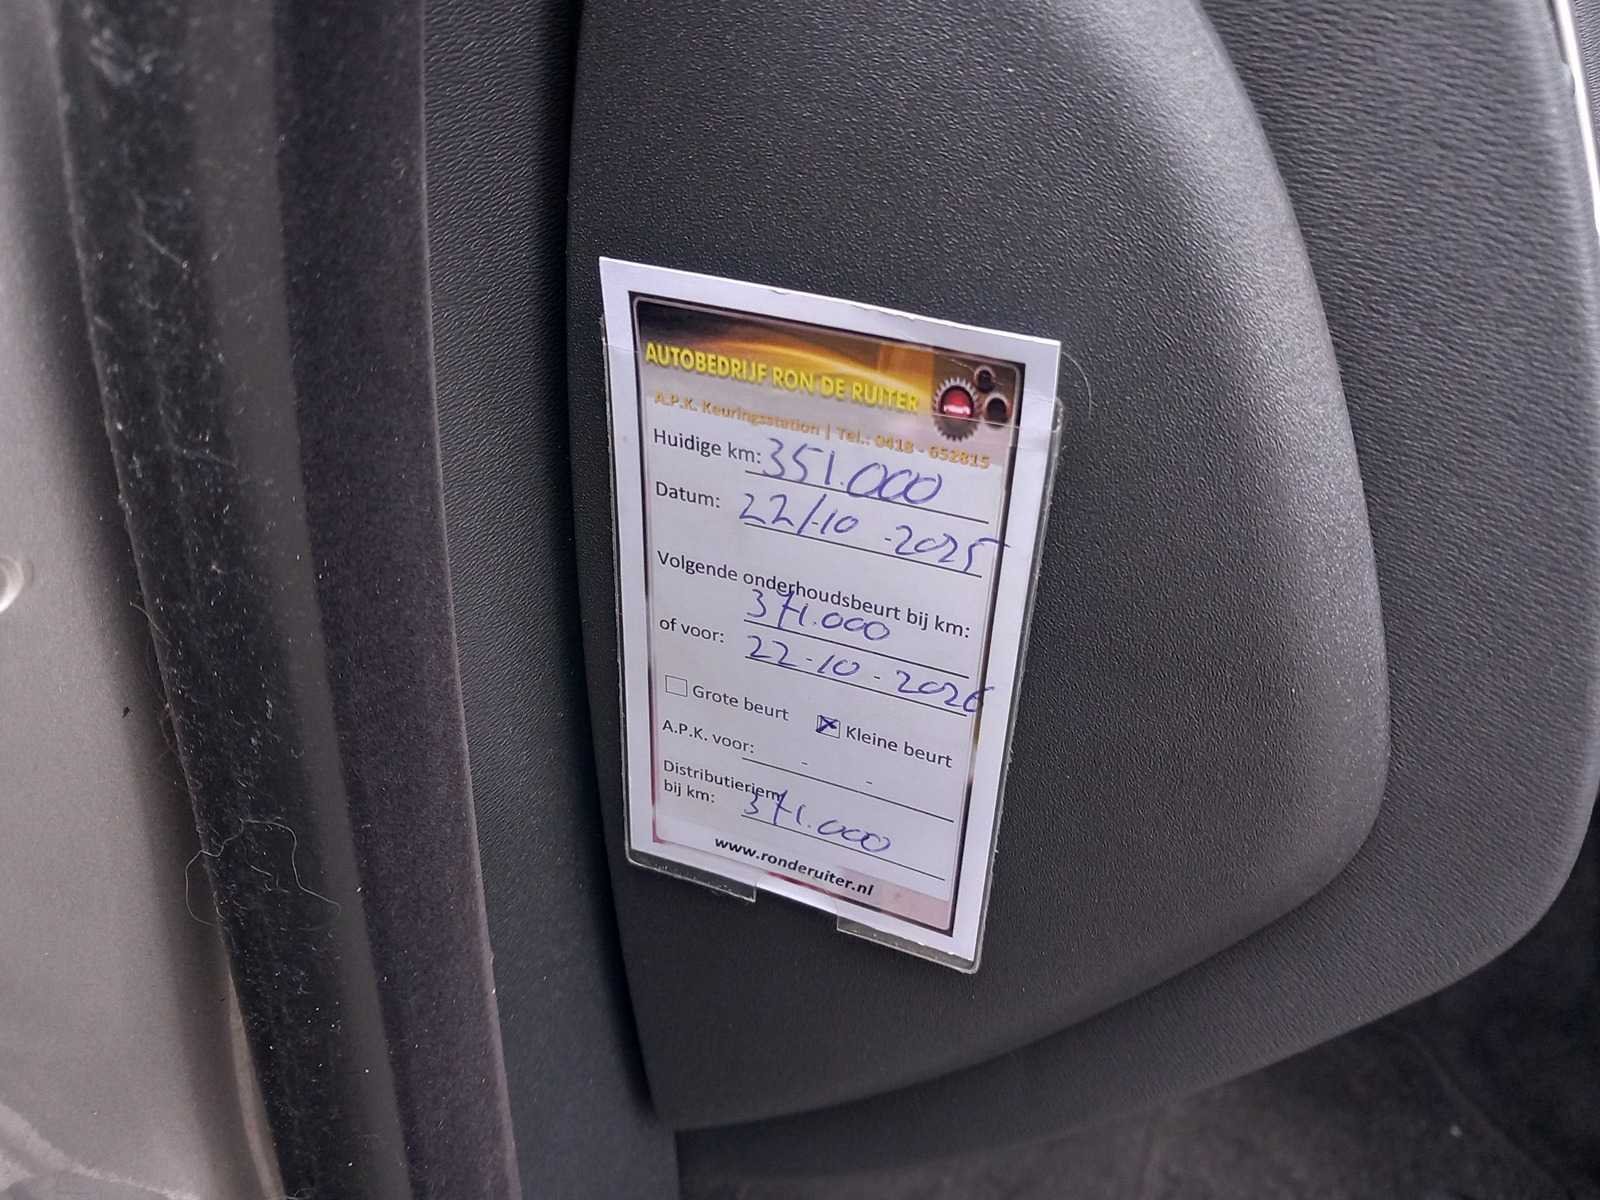 AUTOBEDRIJF RON DE RUITER
A.P.K. Keuringsstation | Tel.: 0418 - 652815
Huidige km: 351.000
Datum: 22/10 - 2025
Volgende onderhoudsbeurt bij km:
371.000
of voor: 22-10-2026
Grote beurt Kleine beurt
A.P.K. voor: - -
Distributieriem
bij km: 371.000
www.ronderuiter.nl